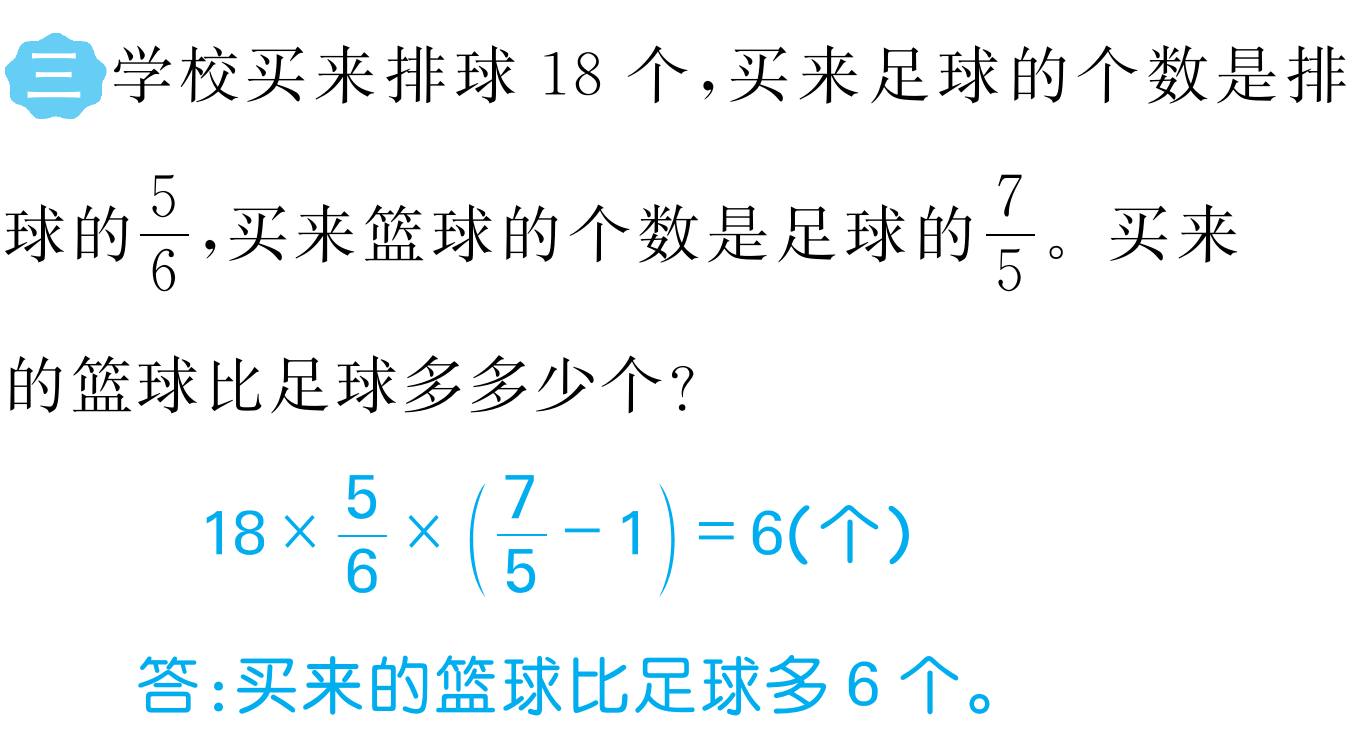 三 学校买来排球 18 个,买来足球的个数是排
球的5/6,买来篮球的个数是足球的7/5。买来
的篮球比足球多多少个?
18×5/6×(7/5-1)=6(个)
答:买来的篮球比足球多 6 个。